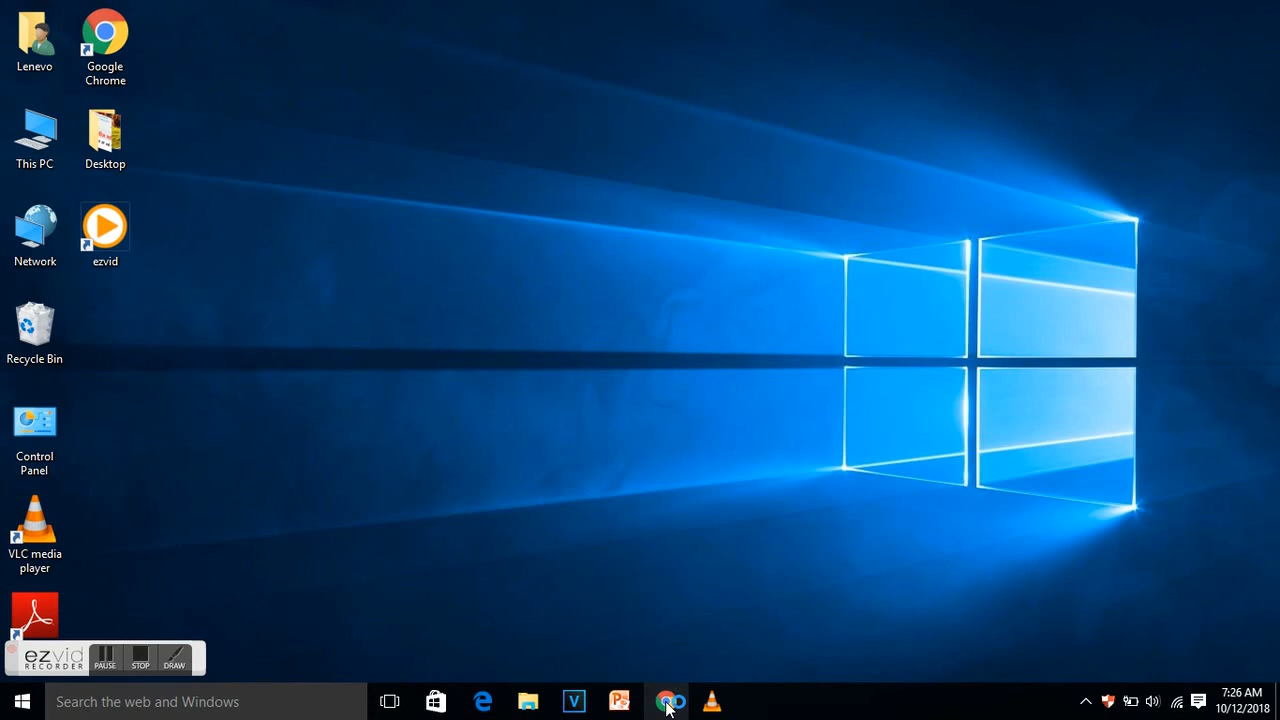 Lenevo
Google
Chrome
This PC
Desktop
Network
ezvid
Recycle Bin
Control
Panel
VLC media
player
ezvid
RECORDER
PAUSE
STOP
DRAW
Search the web and Windows
V
7:26 AM
10/12/2018